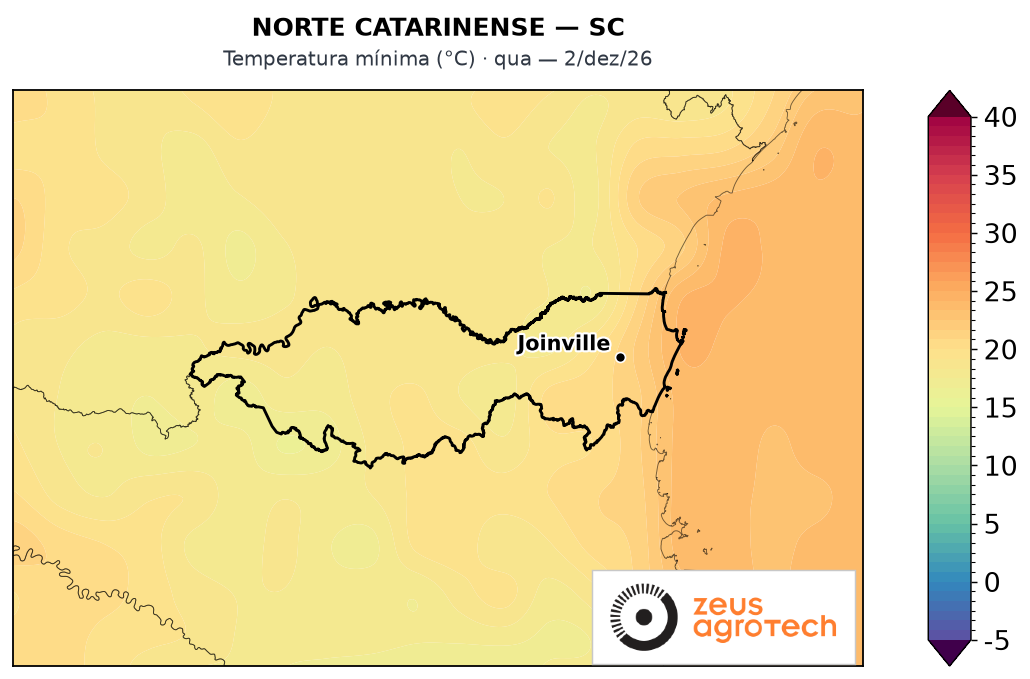 NORTE CATARINENSE — SC
Temperatura mínima (°C) · qua — 2/dez/26
Joinville
40
35
30
25
20
15
10
5
0
-5
zeus
agrotech